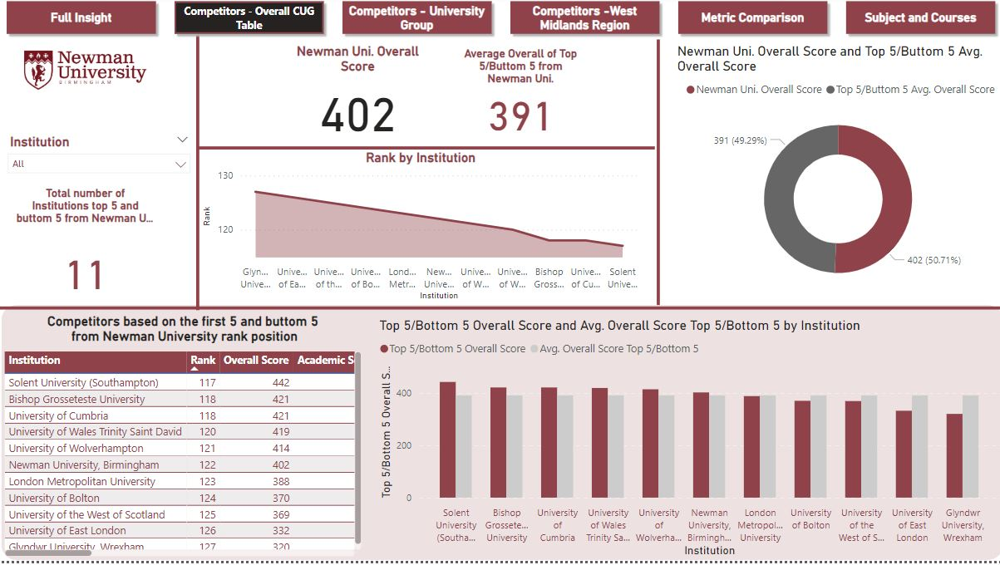 Full Insight
Competitors - Overall CUG
Table
Competitors - University
Group
Competitors -West
Midlands Region
Metric Comparison
Subject and Courses
Newman
University
BIRMINGHAM
Institution
All
Total number of
Institutions top 5 and
buttom 5 from Newman U...
11
Newman Uni. Overall
Score
402
Average Overall of Top
5/Buttom 5 from
Newman Uni.
391
Rank by Institution
Rank
130
120
Glyn...
Unive...
Unive...
of Ea...
Unive...
of th...
Unive...
of Bo...
Lond...
Metr...
New...
Unive...
Unive...
of W...
Unive...
of W...
Bishop
Gross...
Unive...
of Cu...
Solent
Unive...
Institution
Newman Uni. Overall Score and Top 5/Buttom 5 Avg.
Overall Score
Newman Uni. Overall Score Top 5/Buttom 5 Avg. Overall Score
391 (49.29%)
402 (50.71%)
Competitors based on the first 5 and buttom 5
from Newman University rank position
Institution Rank Overall Score Academic S
Solent University (Southampton) 117 442
Bishop Grosseteste University 118 421
University of Cumbria 118 421
University of Wales Trinity Saint David 120 419
University of Wolverhampton 121 414
Newman University, Birmingham 122 402
London Metropolitan University 123 388
University of Bolton 124 370
University of the West of Scotland 125 369
University of East London 126 332
Glyndwr University, Wrexham 127 320
Top 5/Bottom 5 Overall Score and Avg. Overall Score Top 5/Bottom 5 by Institution
Top 5/Bottom 5 Overall Score Avg. Overall Score Top 5/Bottom 5
Top 5/Bottom 5 Overall S...
400
200
0
Solent
University
(Southa...
Bishop
Grossete...
University
University
of
Cumbria
University
of Wales
Trinity Sa...
University
of
Wolverha...
Newman
University,
Birmingh...
London
Metropol...
University
University
of Bolton
University
of the
West of S...
University
of East
London
Glyndwr
University,
Wrexham
Institution